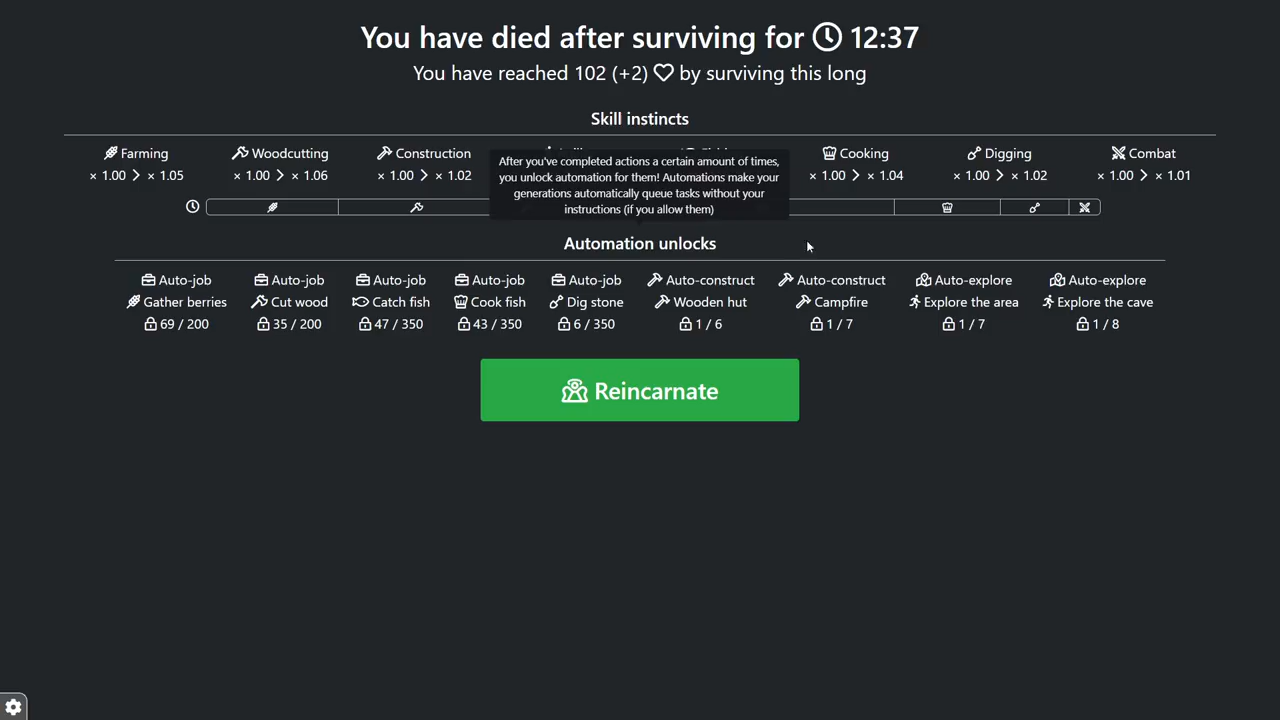 You have died after surviving for 12:37
You have reached 102 (+2) by surviving this long
Skill instincts
Farming Woodcutting Construction Cooking Digging Combat
× 1.00 > × 1.05 × 1.00 > × 1.06 × 1.00 > × 1.02 × 1.00 > × 1.04 × 1.00 > × 1.02 × 1.00 > × 1.01
After you've completed actions a certain amount of times,
you unlock automation for them! Automations make your
generations automatically queue tasks without your
instructions (if you allow them)
Automation unlocks
Auto-job Auto-job Auto-job Auto-job Auto-job Auto-construct Auto-construct Auto-explore Auto-explore
Gather berries Cut wood Catch fish Cook fish Dig stone Wooden hut Campfire Explore the area Explore the cave
69 / 200 35 / 200 47 / 350 43 / 350 6 / 350 1 / 6 1 / 7 1 / 7 1 / 8
Reincarnate